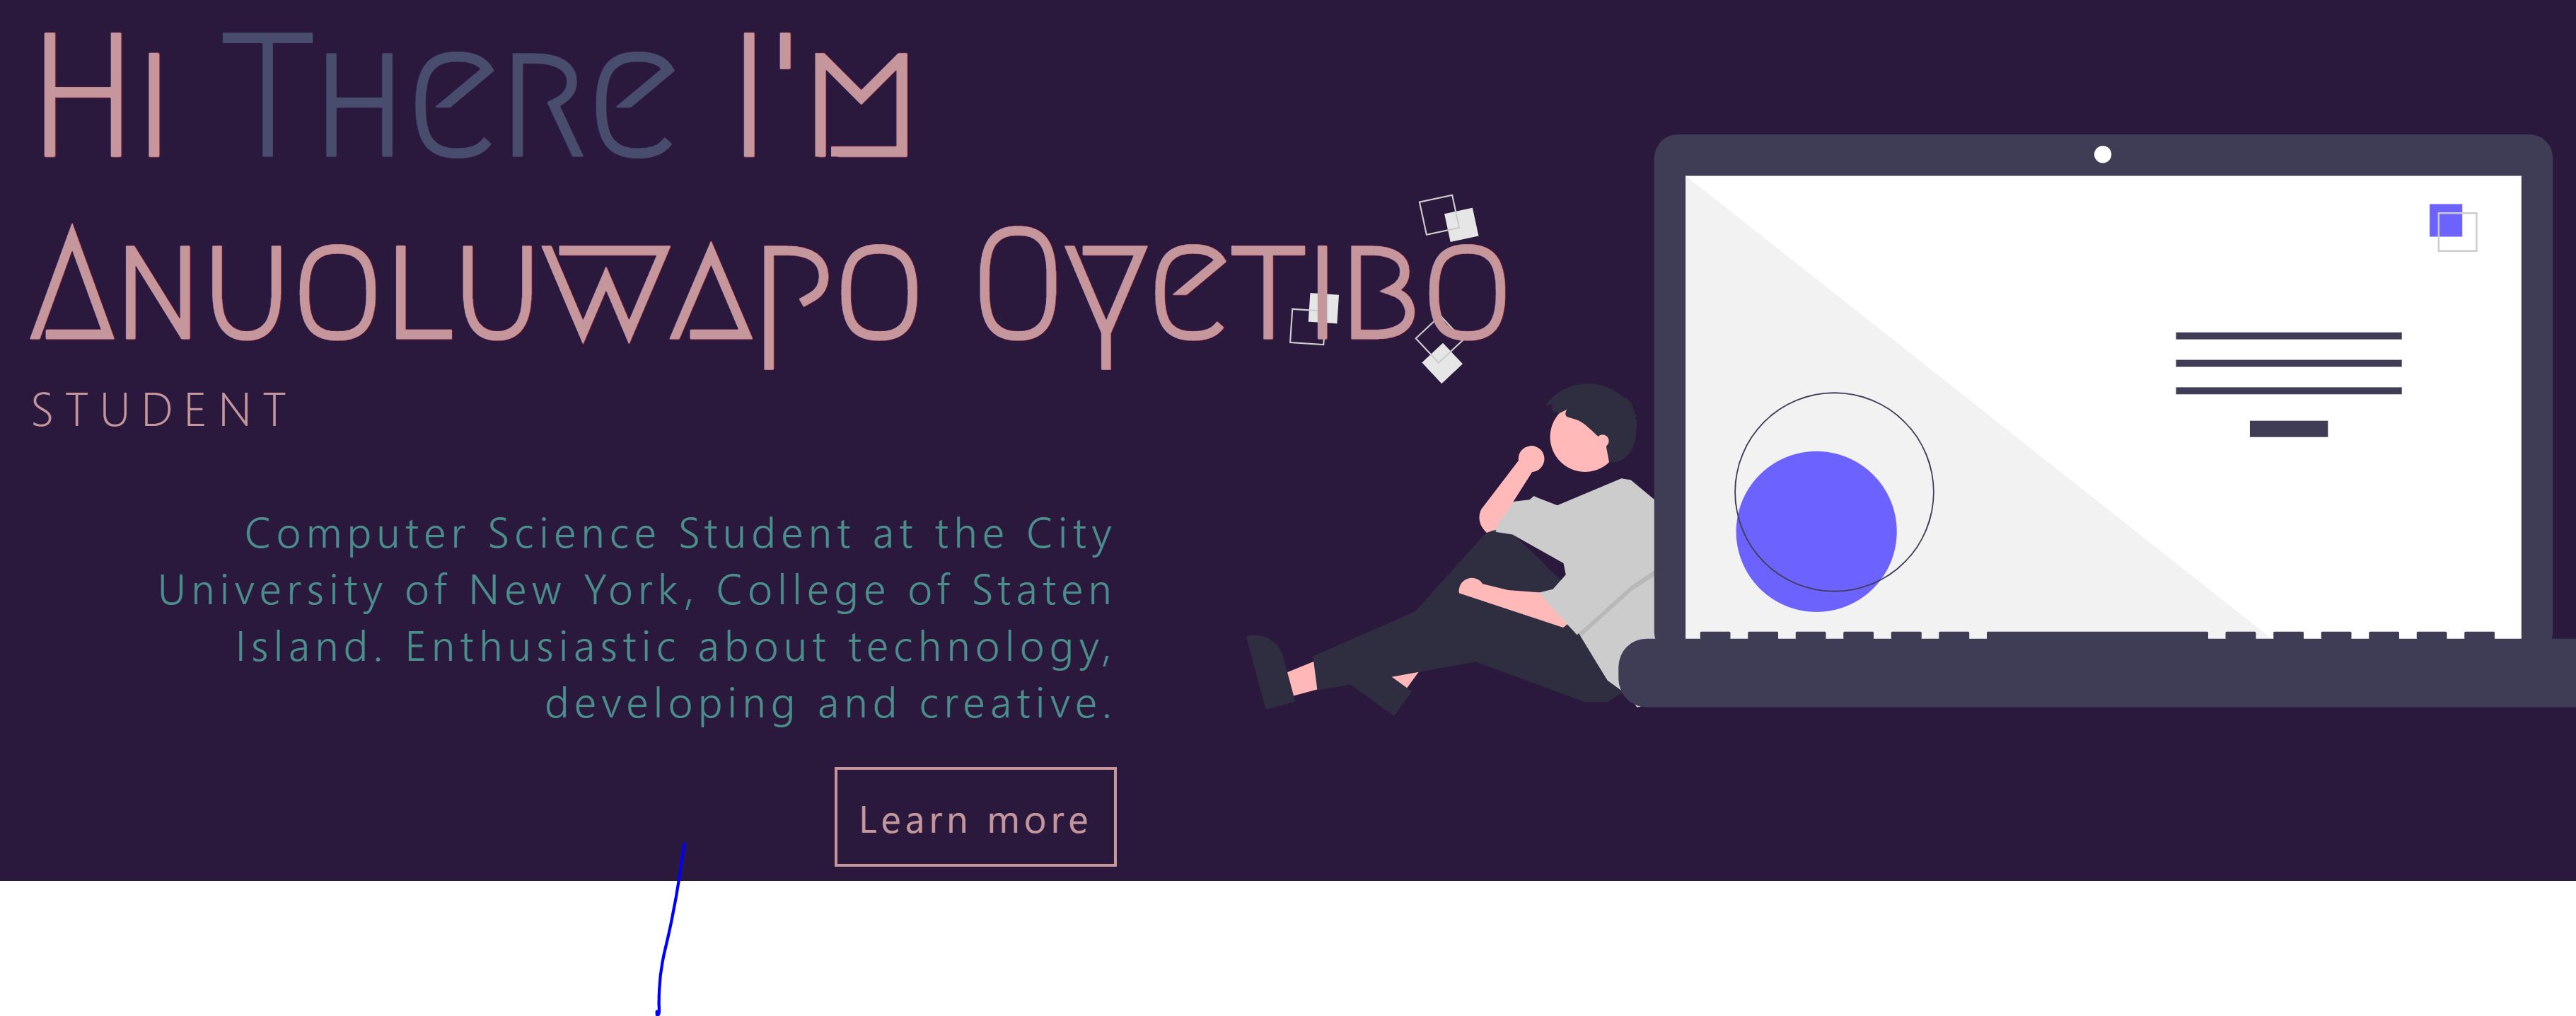 Hi There I'm
Anuoluwapo Oyetibo
STUDENT
Computer Science Student at the City
University of New York, College of Staten
Island. Enthusiastic about technology,
developing and creative.
Learn more